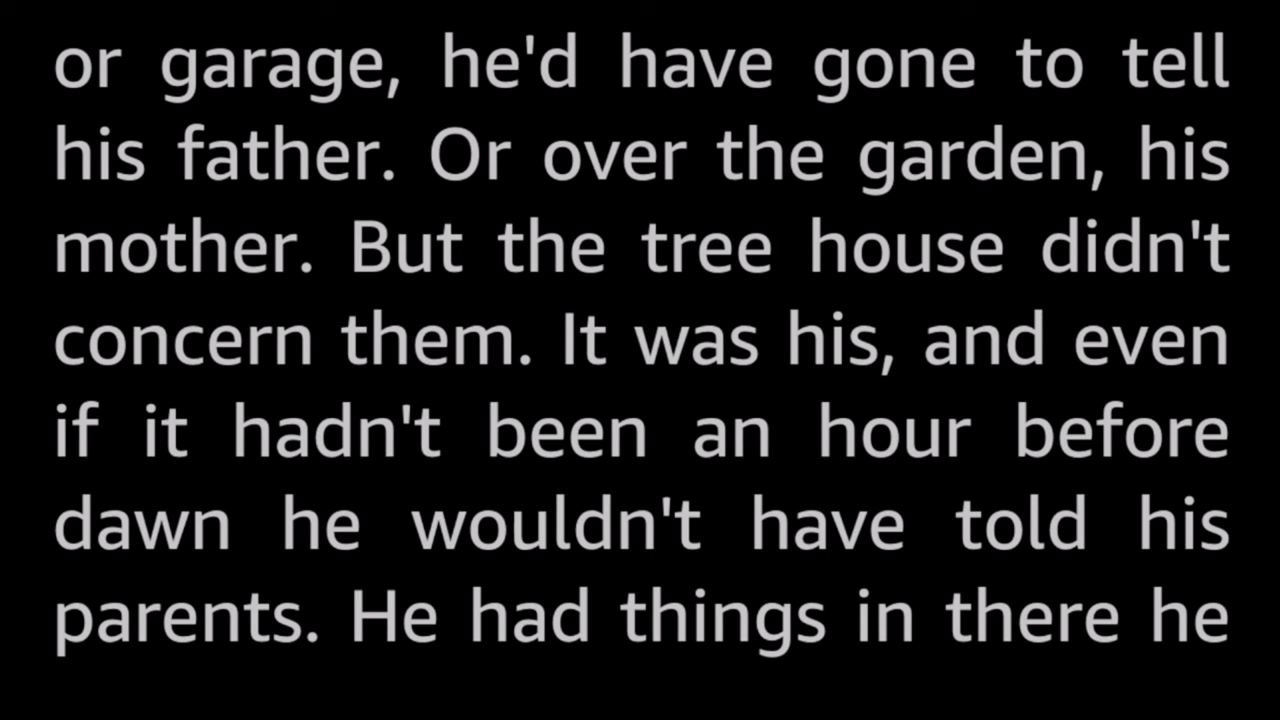 or garage, he'd have gone to tell
his father. Or over the garden, his
mother. But the tree house didn't
concern them. It was his, and even
if it hadn't been an hour before
dawn he wouldn't have told his
parents. He had things in there he